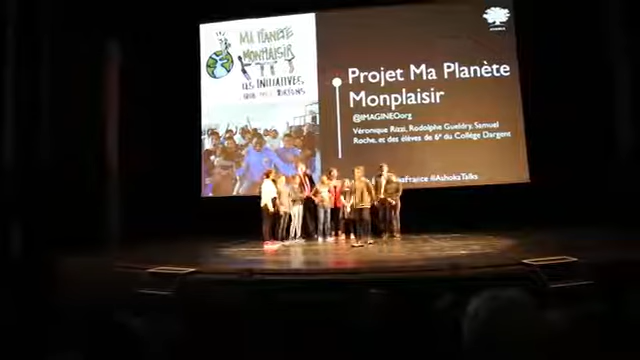 MA PLANÈTE
MONPLAISIR
LES INITIATIVES
Projet Ma Planète
Monplaisir
@IMAGINEOorg
Véronique Rizzi, Rodolphe Gueldry, Samuel
Roche, et des élèves de 6e du Collège Dargent
#AshokaTalks